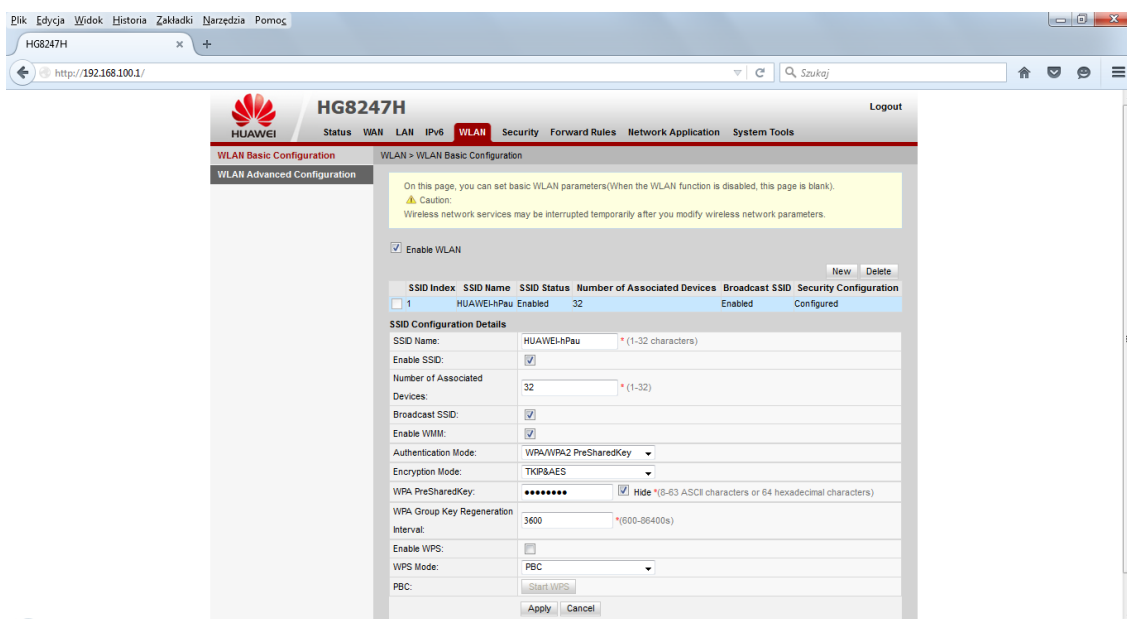 Plik Edycja Widok Historia Zakładki Narzędzia Pomoc
HG8247H
http://192.168.100.1/
Szukaj
HUAWEI
HG8247H
Logout
Status WAN LAN IPv6 WLAN Security Forward Rules Network Application System Tools
WLAN Basic Configuration
WLAN > WLAN Basic Configuration
WLAN Advanced Configuration
On this page, you can set basic WLAN parameters(When the WLAN function is disabled, this page is blank).
Caution:
Wireless network services may be interrupted temporarily after you modify wireless network parameters.
Enable WLAN
New Delete
SSID Index SSID Name SSID Status Number of Associated Devices Broadcast SSID Security Configuration
1 HUAWEI-hPau Enabled 32 Enabled Configured
SSID Configuration Details
SSID Name: HUAWEI-hPau * (1-32 characters)
Enable SSID:
Number of Associated
Devices: 32 * (1-32)
Broadcast SSID:
Enable WMM:
Authentication Mode: WPA/WPA2 PreSharedKey
Encryption Mode: TKIP&AES
WPA PreSharedKey: •••••••• Hide *(8-63 ASCII characters or 64 hexadecimal characters)
WPA Group Key Regeneration
Interval: 3600 *(600-86400s)
Enable WPS:
WPS Mode: PBC
PBC: Start WPS
Apply Cancel